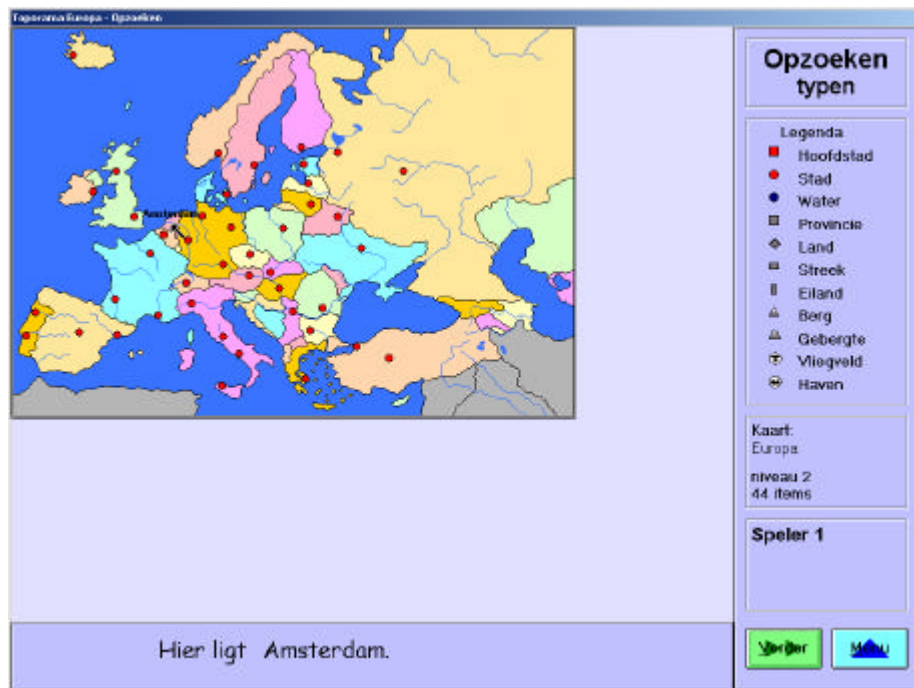 Toporama Europa - Opzoeken
Amsterdam
Opzoeken
typen
Legenda
Hoofdstad
Stad
Water
Provincie
Land
Streek
Eiland
Berg
Gebergte
Vliegveld
Haven
Kaart:
Europa
niveau 2
44 items
Speler 1
Hier ligt Amsterdam.
Verder
Menu